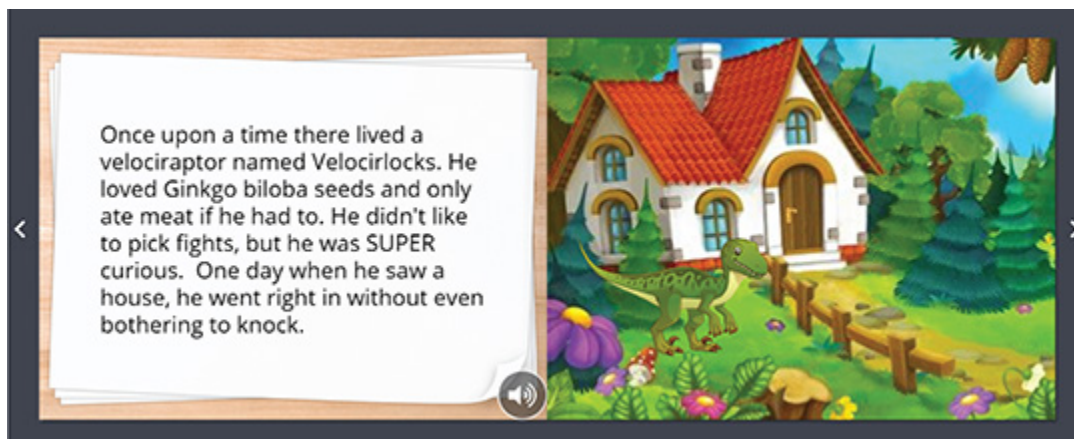 Once upon a time there lived a
velociraptor named Velocirlocks. He
loved Ginkgo biloba seeds and only
ate meat if he had to. He didn't like
to pick fights, but he was SUPER
curious.  One day when he saw a
house, he went right in without even
bothering to knock.